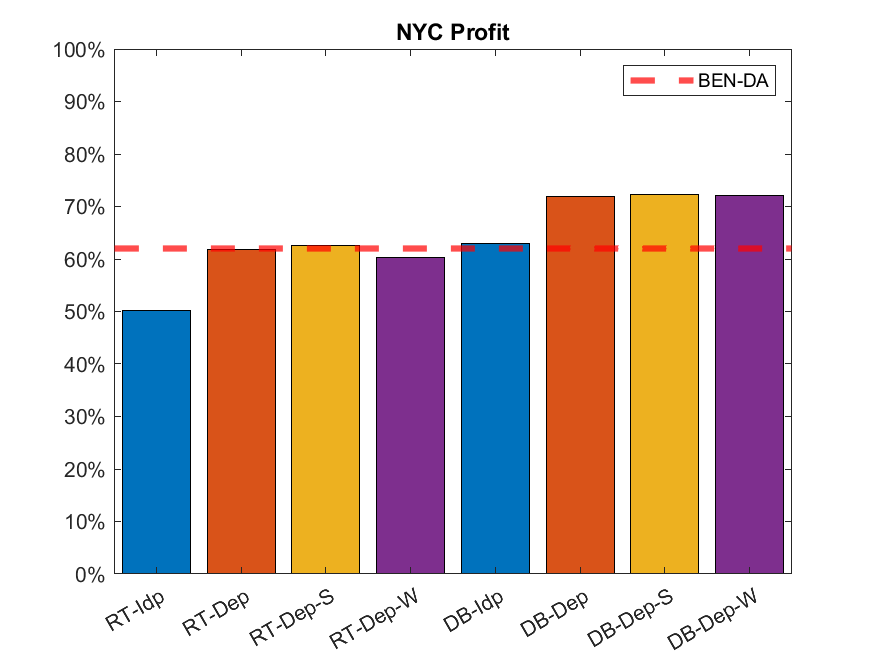 NYC Profit
100%
90%
80%
70%
60%
50%
40%
30%
20%
10%
0%
BEN-DA
RT-Idp
RT-Dep
RT-Dep-S
RT-Dep-W
DB-Idp
DB-Dep
DB-Dep-S
DB-Dep-W